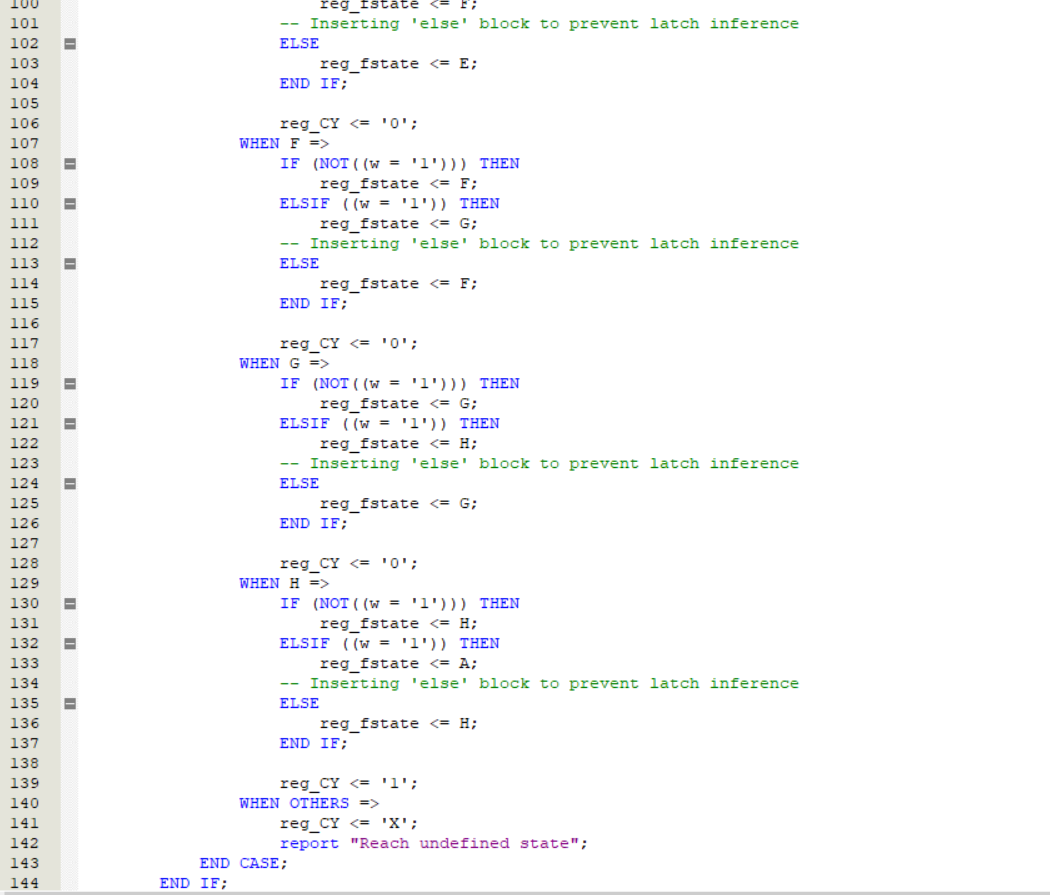 100 reg_fstate <= F;
101 -- Inserting 'else' block to prevent latch inference
102 ELSE
103 reg_fstate <= E;
104 END IF;
105
106 reg_CY <= '0';
107 WHEN F =>
108 IF (NOT((w = '1'))) THEN
109 reg_fstate <= F;
110 ELSIF ((w = '1')) THEN
111 reg_fstate <= G;
112 -- Inserting 'else' block to prevent latch inference
113 ELSE
114 reg_fstate <= F;
115 END IF;
116
117 reg_CY <= '0';
118 WHEN G =>
119 IF (NOT((w = '1'))) THEN
120 reg_fstate <= G;
121 ELSIF ((w = '1')) THEN
122 reg_fstate <= H;
123 -- Inserting 'else' block to prevent latch inference
124 ELSE
125 reg_fstate <= G;
126 END IF;
127
128 reg_CY <= '0';
129 WHEN H =>
130 IF (NOT((w = '1'))) THEN
131 reg_fstate <= H;
132 ELSIF ((w = '1')) THEN
133 reg_fstate <= A;
134 -- Inserting 'else' block to prevent latch inference
135 ELSE
136 reg_fstate <= H;
137 END IF;
138
139 reg_CY <= '1';
140 WHEN OTHERS =>
141 reg_CY <= 'X';
142 report "Reach undefined state";
143 END CASE;
144 END IF;